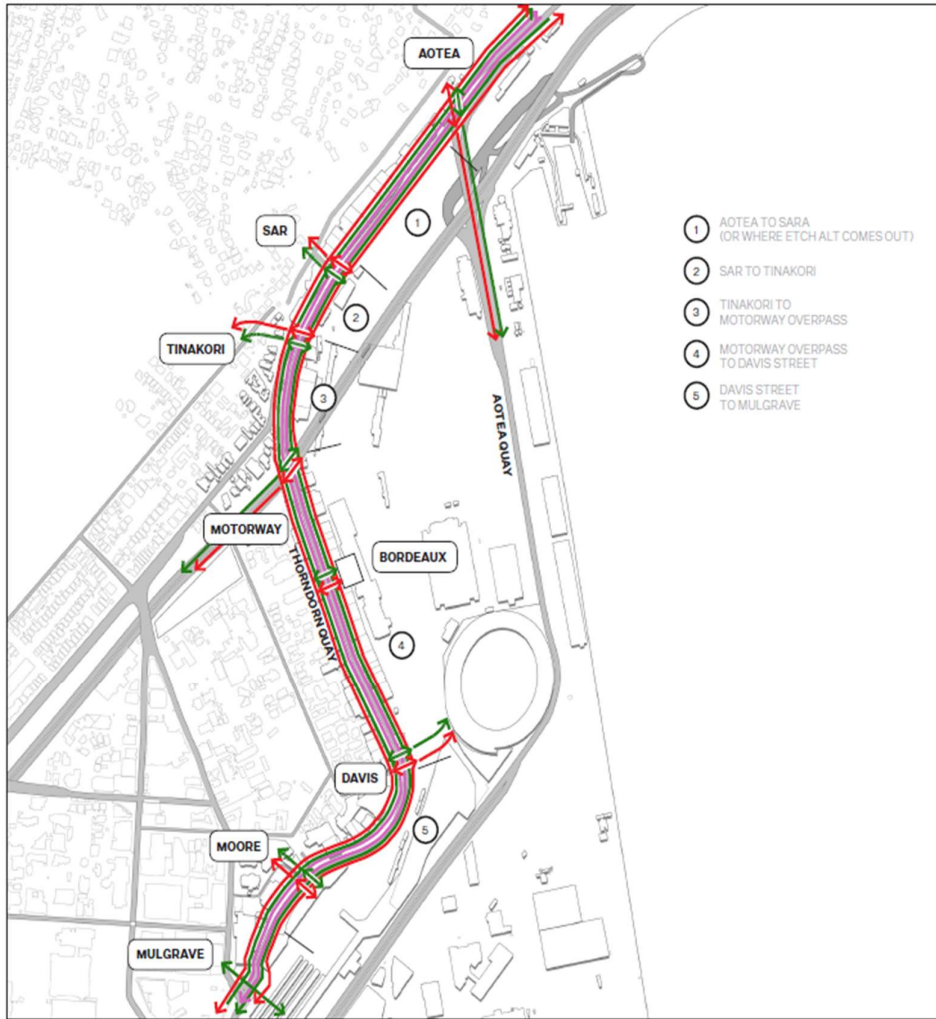 AOTEA
SAR
1
2
TINAKORI
3
AOTEA QUAY
MOTORWAY
BORDEAUX
THORNDORN QUAY
4
DAVIS
MOORE
5
MULGRAVE
1 AOTEA TO SARA
(OR WHERE ETCH ALT COMES OUT)
2 SAR TO TINAKORI
3 TINAKORI TO
MOTORWAY OVERPASS
4 MOTORWAY OVERPASS
TO DAVIS STREET
5 DAVIS STREET
TO MULGRAVE